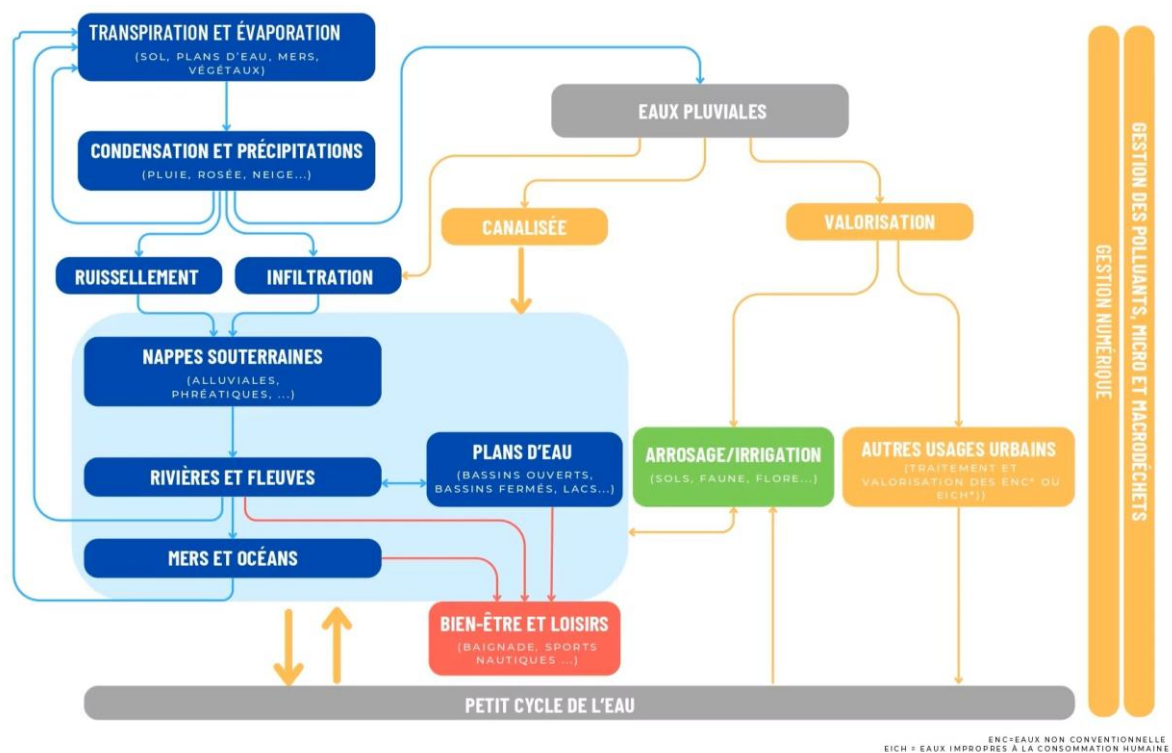 TRANSPIRATION ET ÉVAPORATION
(SOL, PLANS D'EAU, MERS,
VÉGÉTAUX)
EAUX PLUVIALES
CONDENSATION ET PRÉCIPITATIONS
(PLUIE, ROSÉE, NEIGE...)
CANALISÉE
VALORISATION
RUISSELLEMENT
INFILTRATION
NAPPES SOUTERRAINES
(ALLUVIALES,
PHRÉATIQUES, ...)
RIVIÈRES ET FLEUVES
PLANS D'EAU
(BASSINS OUVERTS,
BASSINS FERMÉS, LACS...)
ARROSAGE/IRRIGATION
(SOLS, FAUNE, FLORE...)
AUTRES USAGES URBAINS
(TRAITEMENT ET
VALORISATION DES ENC* OU
EICH*))
MERS ET OCÉANS
BIEN-ÊTRE ET LOISIRS
(BAIGNADE, SPORTS
NAUTIQUES ...)
PETIT CYCLE DE L'EAU
GESTION NUMÉRIQUE
GESTION DES POLLUANTS, MICRO ET MACRODÉCHETS
ENC=EAUX NON CONVENTIONNELLE
EICH = EAUX IMPROPRES À LA CONSOMMATION HUMAINE